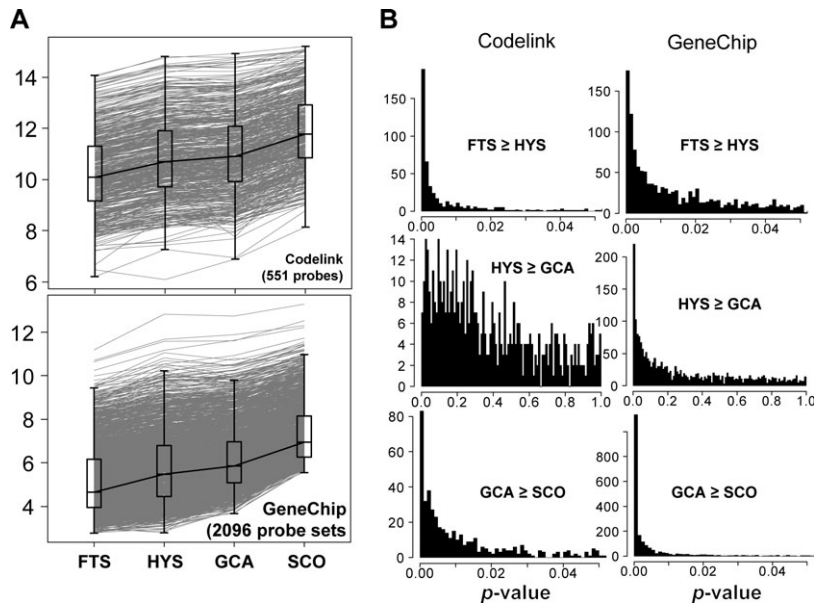 A
14
12
10
8
6
Codelink
(551 probes)
12
10
8
6
4
GeneChip
(2096 probe sets
FTS HYS GCA SCO
B
Codelink GeneChip
150
100
50
0
FTS ≥ HYS
0.00 0.02 0.04
150
100
50
0
FTS ≥ HYS
0.00 0.02 0.04
14
12
10
8
6
4
2
0
HYS ≥ GCA
0.0 0.2 0.4 0.6 0.8 1.0
200
150
100
50
0
HYS ≥ GCA
0.0 0.2 0.4 0.6 0.8 1.0
80
60
40
20
0
GCA ≥ SCO
0.00 0.02 0.04
p-value
800
600
400
200
0
GCA ≥ SCO
0.00 0.02 0.04
p-value